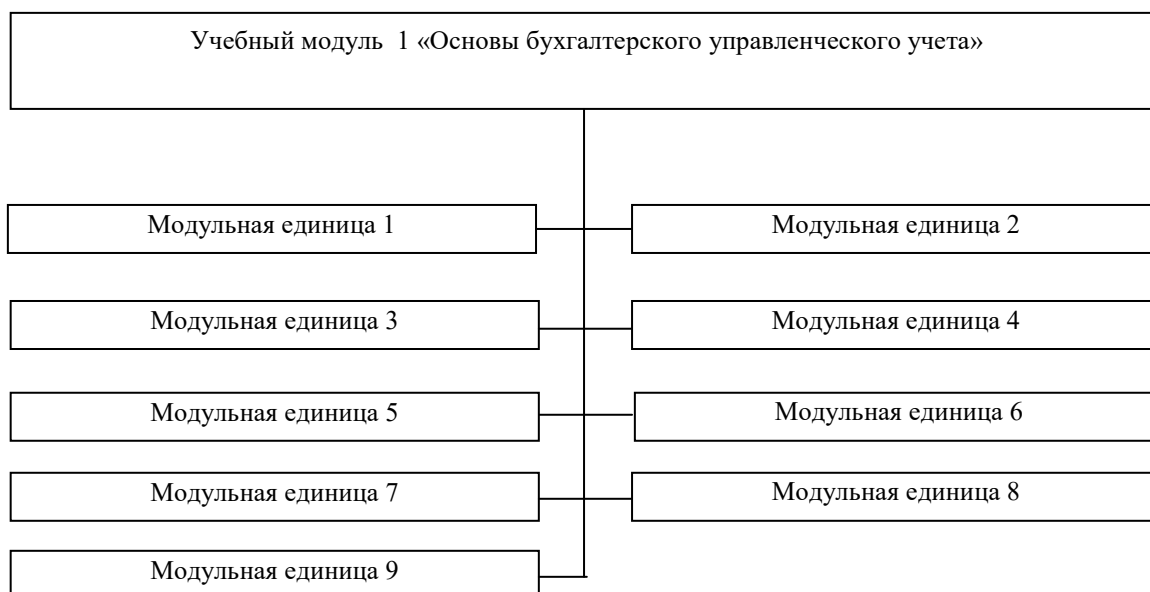 Учебный модуль 1 «Основы бухгалтерского управленческого учета»
Модульная единица 1
Модульная единица 2
Модульная единица 3
Модульная единица 4
Модульная единица 5
Модульная единица 6
Модульная единица 7
Модульная единица 8
Модульная единица 9